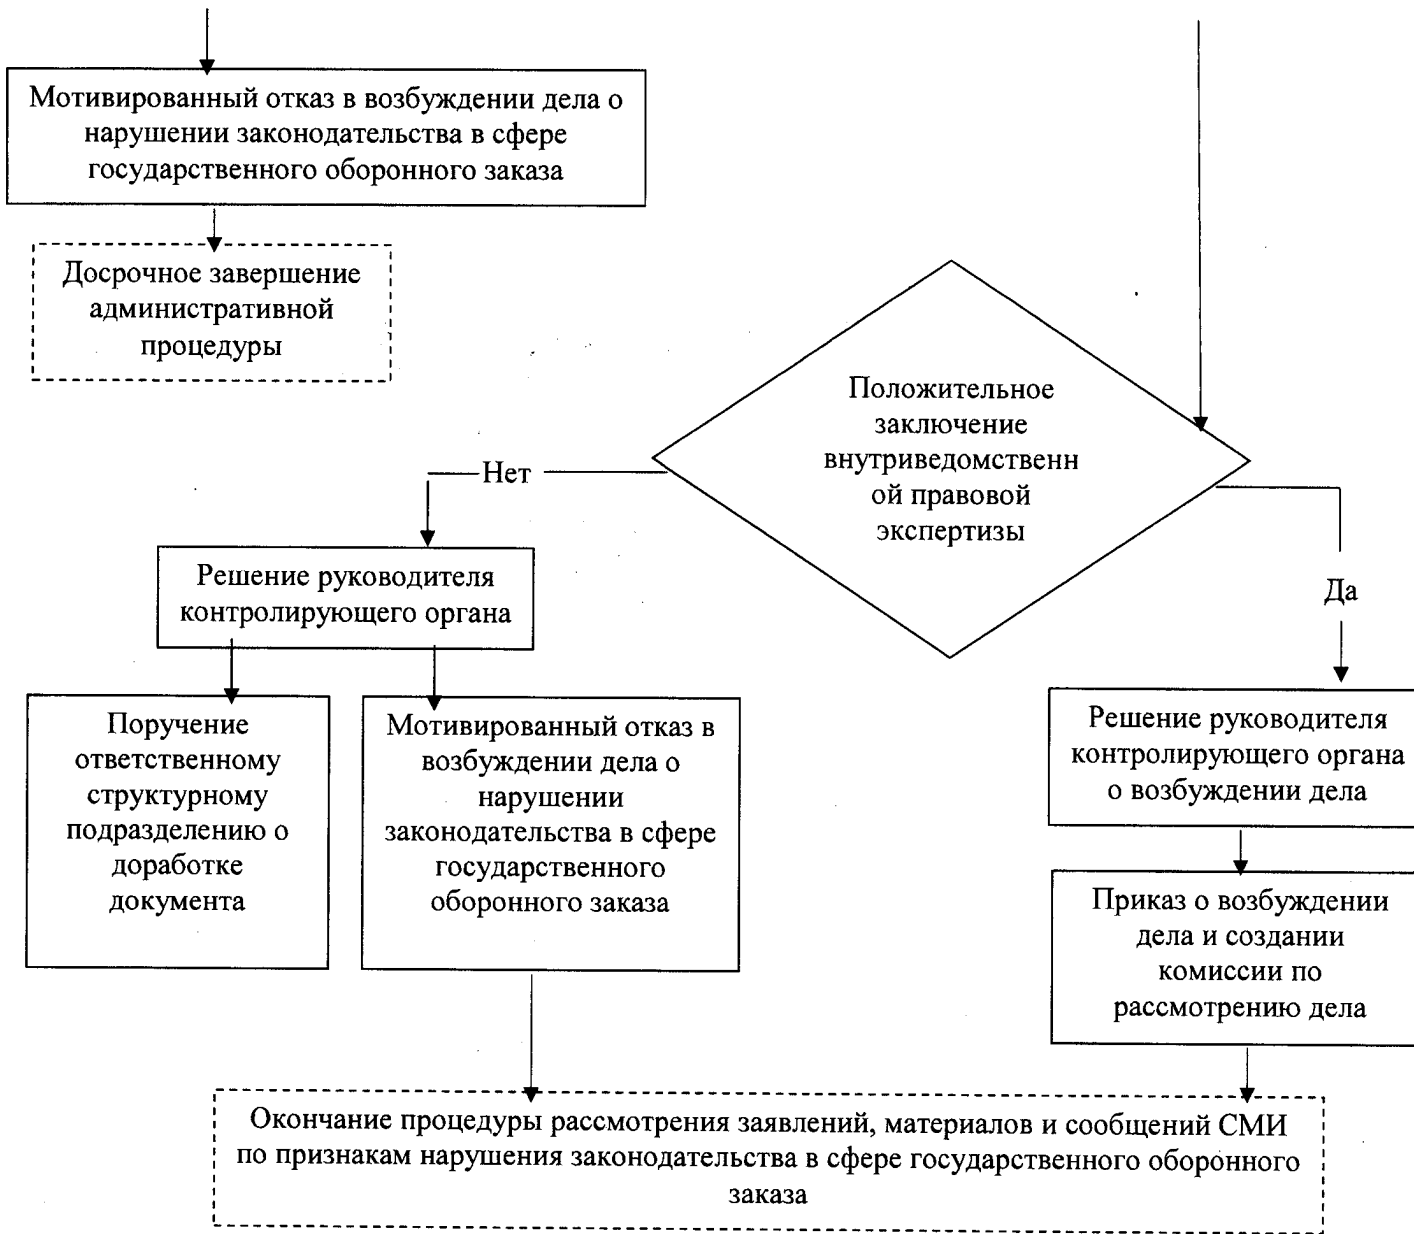 Мотивированный отказ в возбуждении дела о
нарушении законодательства в сфере
государственного оборонного заказа
Досрочное завершение
административной
процедуры
Положительное
заключение
внутриведомственн
ой правовой
экспертизы
Нет
Да
Решение руководителя
контролирующего органа
Поручение
ответственному
структурному
подразделению о
доработке
документа
Мотивированный отказ в
возбуждении дела о
нарушении
законодательства в сфере
государственного
оборонного заказа
Решение руководителя
контролирующего органа
о возбуждении дела
Приказ о возбуждении
дела и создании
комиссии по
рассмотрению дела
Окончание процедуры рассмотрения заявлений, материалов и сообщений СМИ
по признакам нарушения законодательства в сфере государственного оборонного
заказа